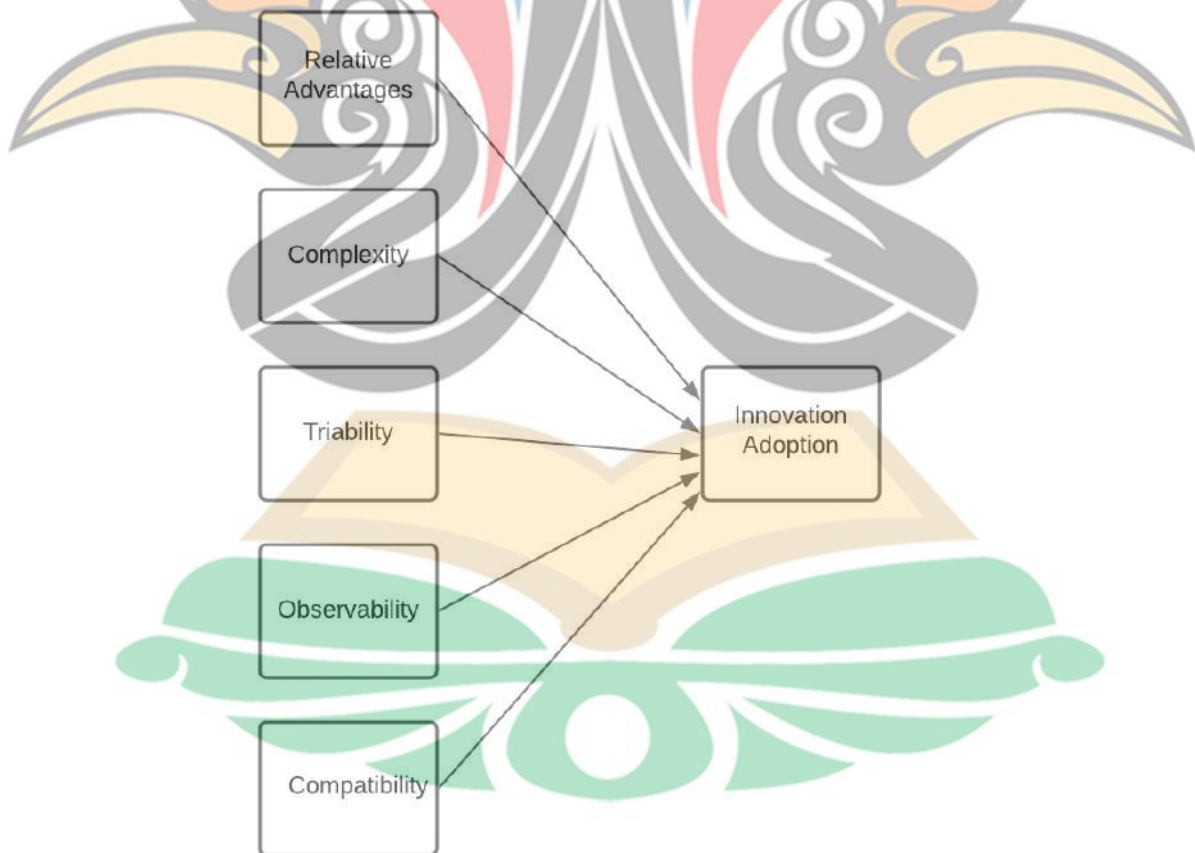 Relative
Advantages
Complexity
Triability
Innovation
Adoption
Observability
Compatibility